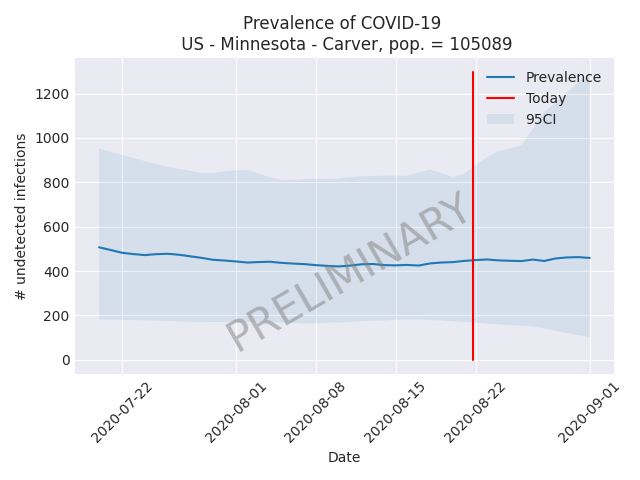 Prevalence of COVID-19
US - Minnesota - Carver, pop. = 105089
Prevalence
Today
95CI
1200
1000
800
600
400
200
0
# undetected infections
PRELIMINARY
2020-07-22
2020-08-01
2020-08-08
2020-08-15
2020-08-22
2020-09-01
Date